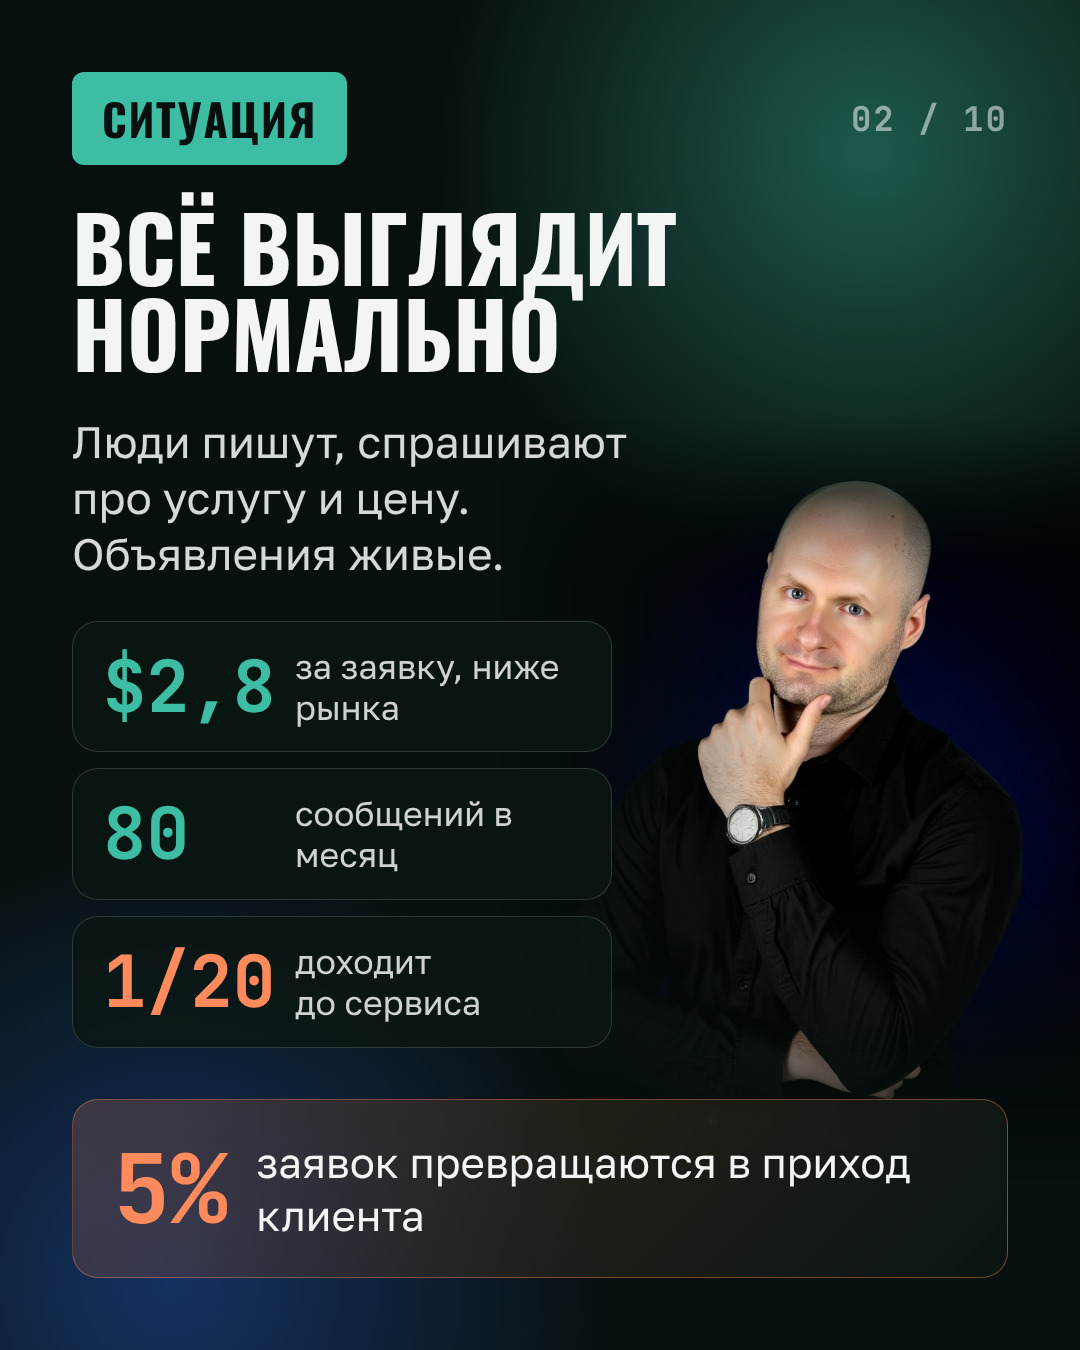 СИТУАЦИЯ
02 / 10
ВСЁ ВЫГЛЯДИТ
НОРМАЛЬНО
Люди пишут, спрашивают
про услугу и цену.
Объявления живые.
$2,8 за заявку, ниже
рынка
80 сообщений в
месяц
1/20 доходит
до сервиса
5% заявок превращаются в приход
клиента